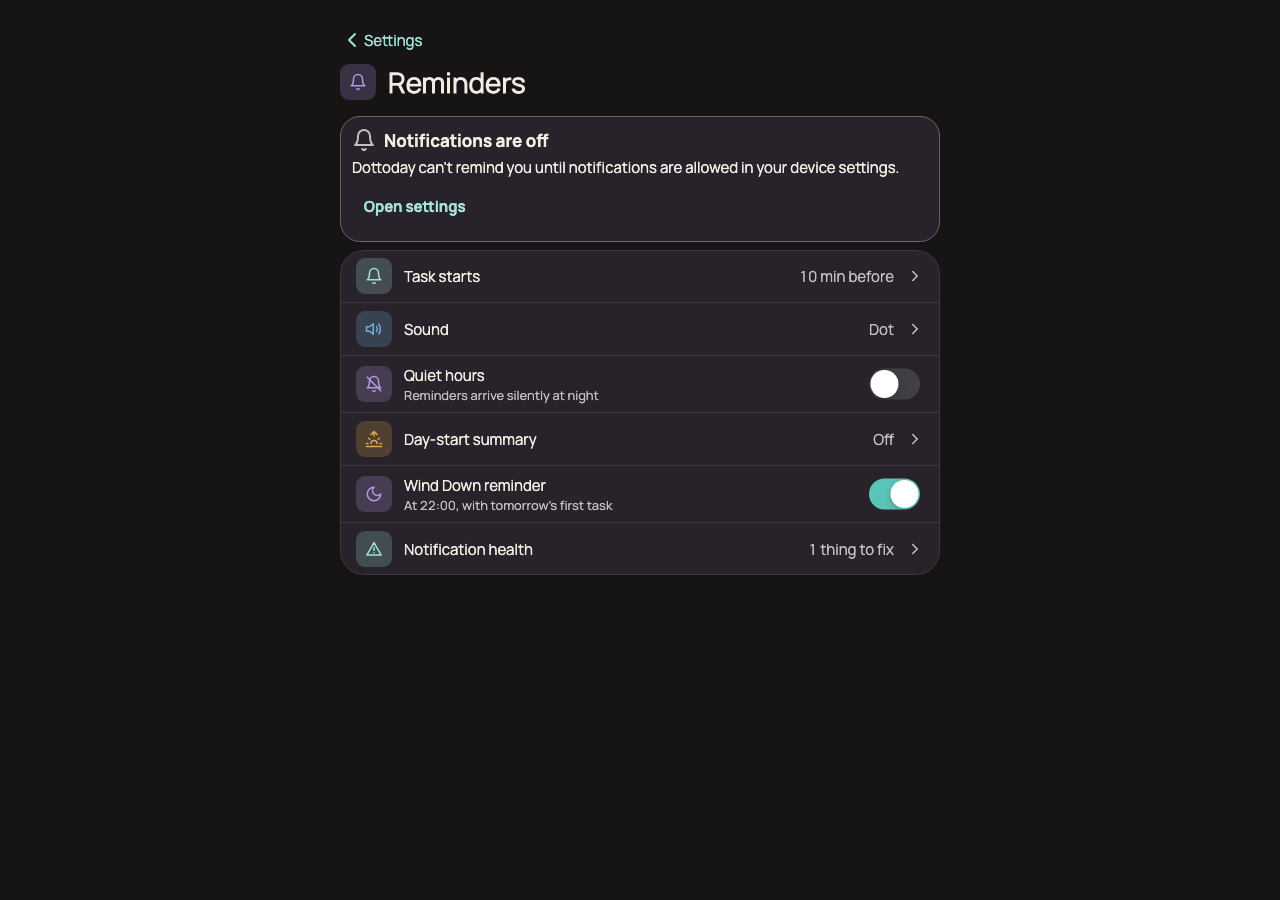 Settings
Reminders
Notifications are off
Dottoday can't remind you until notifications are allowed in your device settings.
Open settings
Task starts 10 min before
Sound Dot
Quiet hours
Reminders arrive silently at night
Day-start summary Off
Wind Down reminder
At 22:00, with tomorrow's first task
Notification health 1 thing to fix